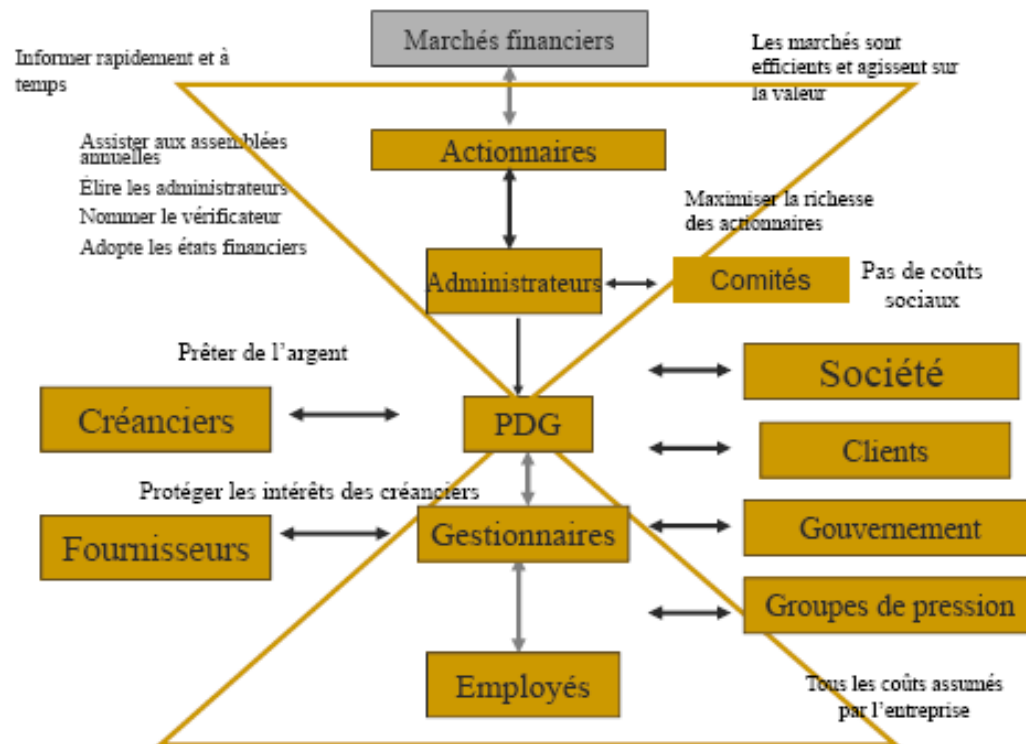 Marchés financiers
Informer rapidement et à
temps
Les marchés sont
efficients et agissent sur
la valeur
Assister aux assemblées
annuelles
Élire les administrateurs
Nommer le vérificateur
Adopte les états financiers
Actionnaires
Maximiser la richesse
des actionnaires
Administrateurs
Comités
Pas de coûts
sociaux
Prêter de l’argent
Société
Créanciers
PDG
Clients
Protéger les intérêts des créanciers
Fournisseurs
Gestionnaires
Gouvernement
Groupes de pression
Employés
Tous les coûts assumés
par l’entreprise